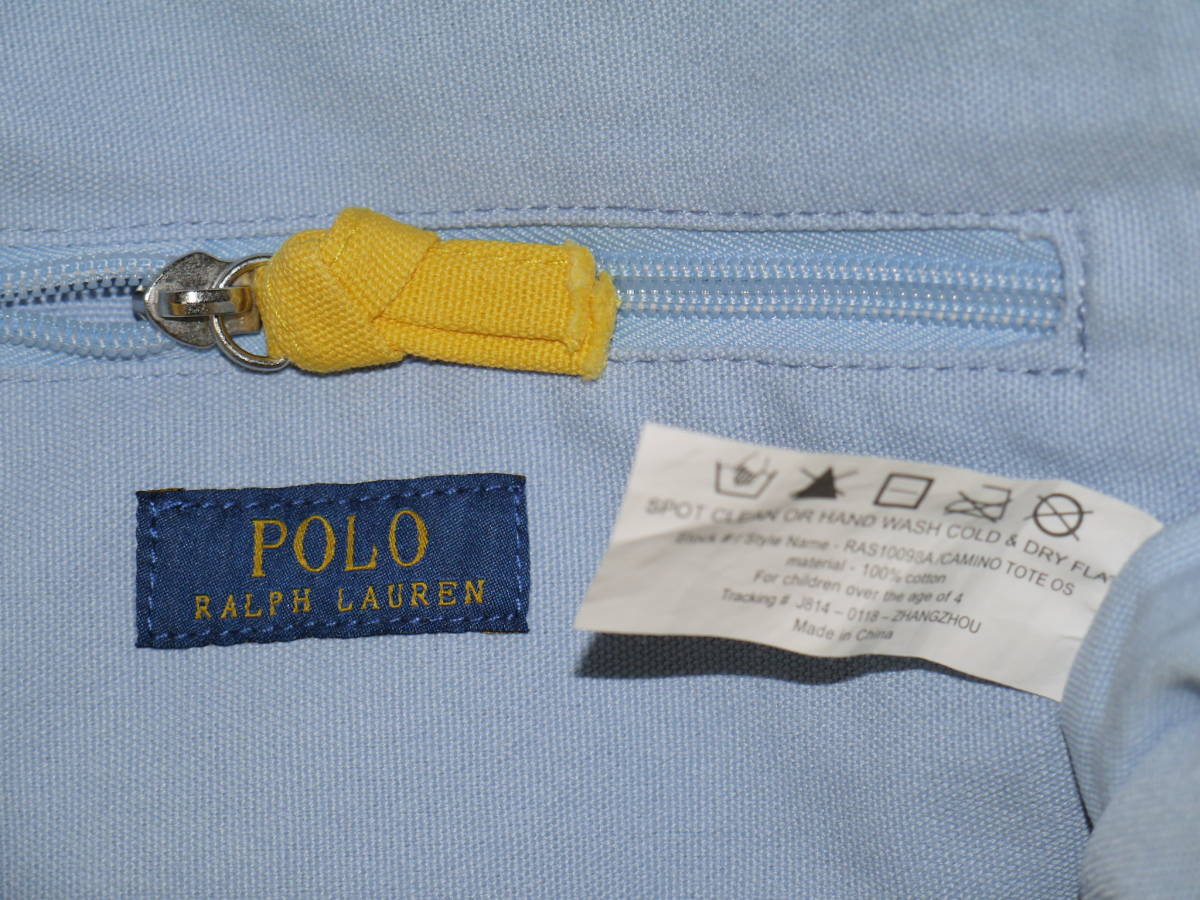 POLO
RALPH LAUREN
SPOT CLEAN OR HAND WASH COLD & DRY FLA
Stock # / Style Name - RAS10098A/CAMINO TOTE OS
material - 100% cotton
For children over the age of 4
Tracking # J814 - 0118 - ZHANGZHOU
Made in China